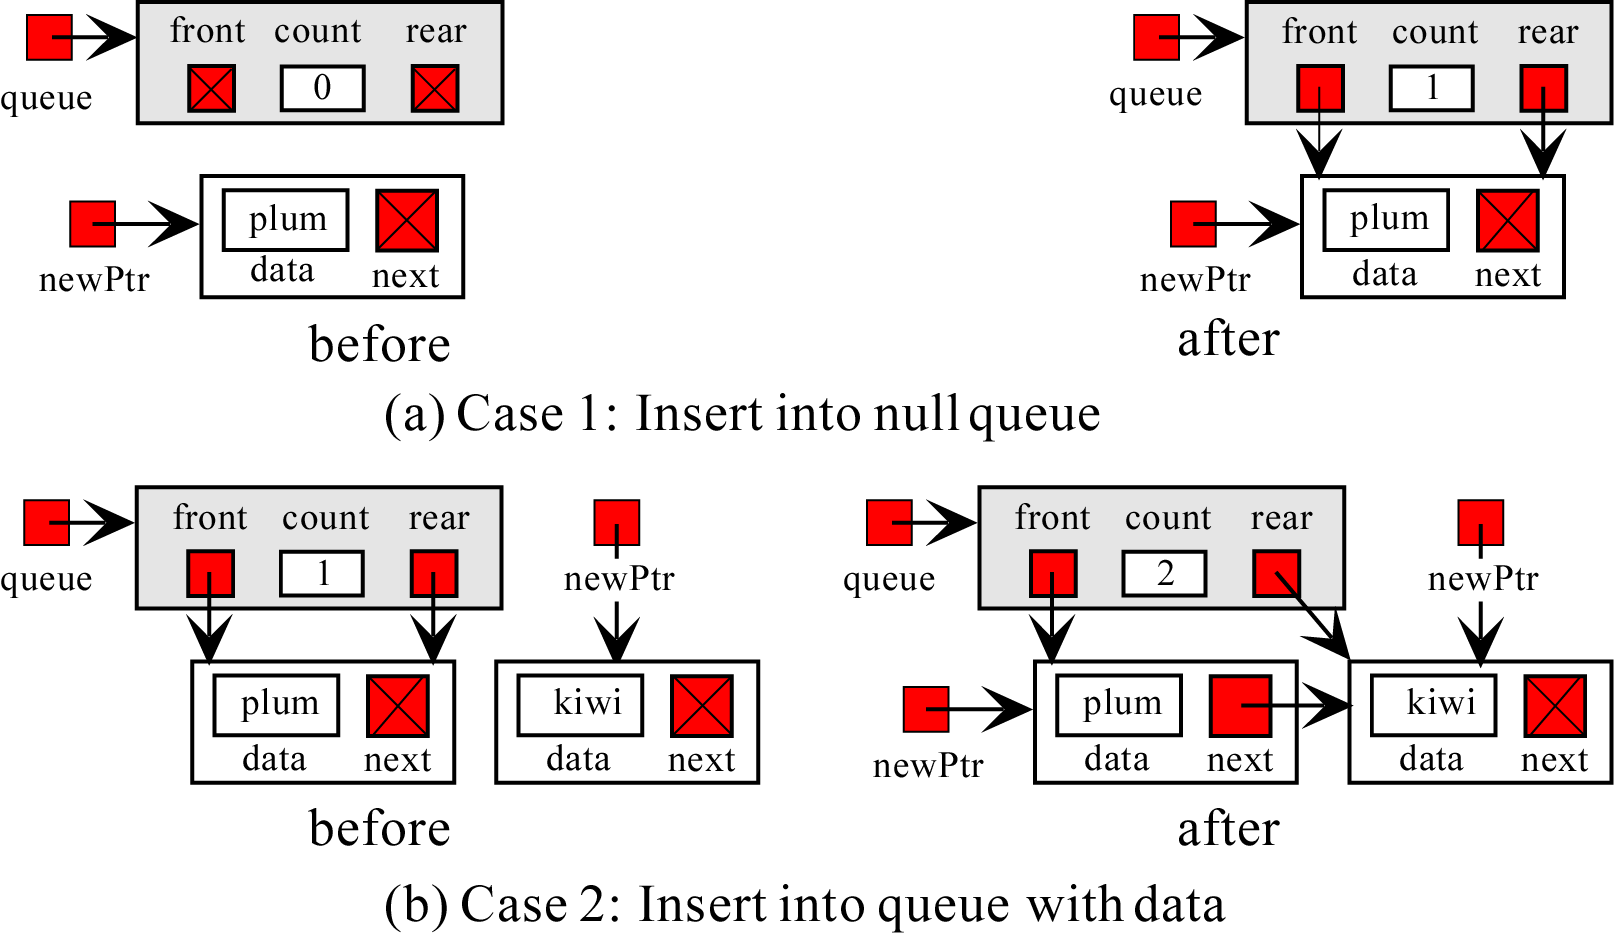 front count rear
0
queue
plum
data next
newPtr
before
front count rear
1
queue
plum
data next
newPtr
after
(a) Case 1: Insert into null queue
front count rear
1
queue
newPtr
plum
data next
kiwi
data next
before
front count rear
2
queue
newPtr
plum
data next
newPtr
kiwi
data next
after
(b) Case 2: Insert into queue with data